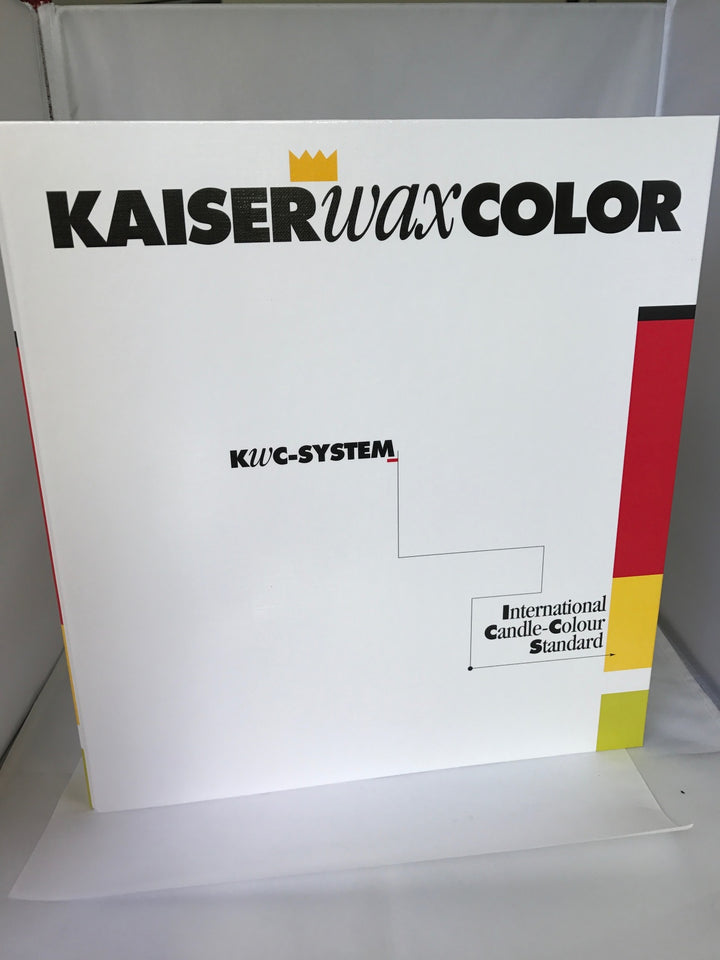 KAISERwaxCOLOR
KWC-SYSTEM
International
Candle-Colour
Standard